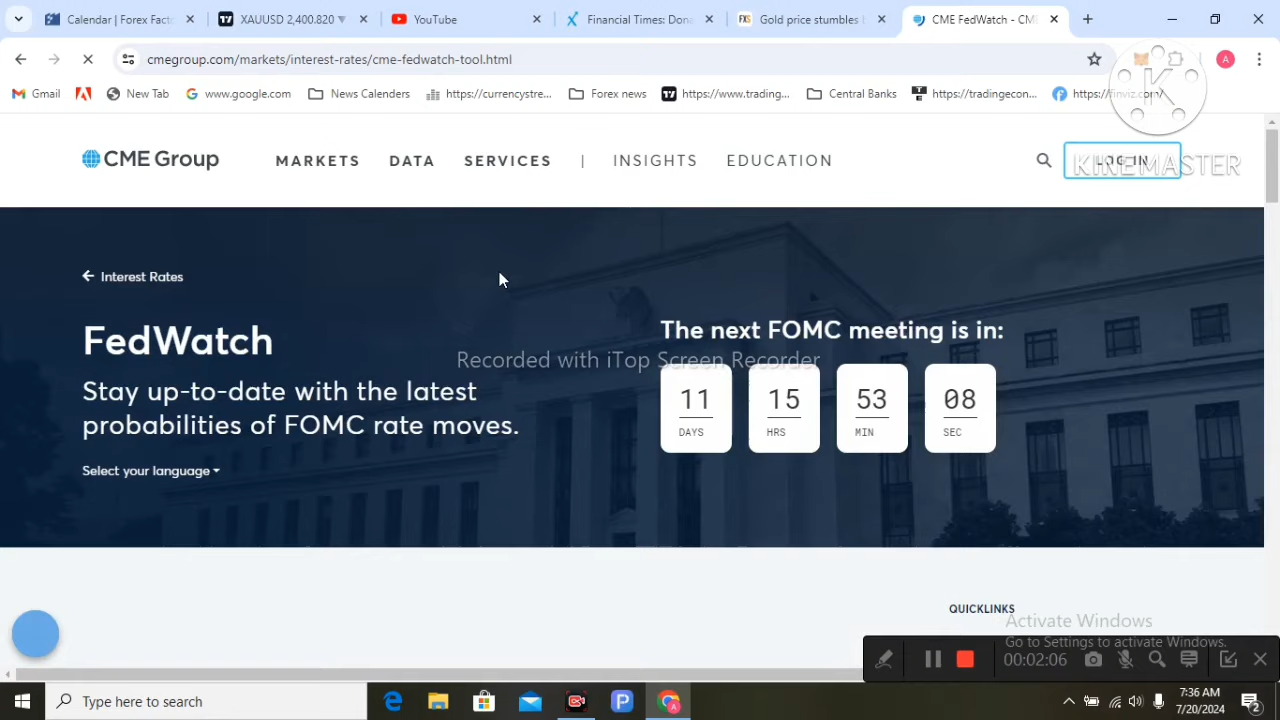 Calendar | Forex Fact
XAUUSD 2,400.820
YouTube
Financial Times: Don
FXS Gold price stumbles
CME FedWatch - CM
cmegroup.com/markets/interest-rates/cme-fedwatch-tool.html
A
Gmail
New Tab
www.google.com
News Calenders
https://currencystre...
Forex news
https://www.trading...
Central Banks
https://tradingecon...
https://finviz.com/
K
CME Group
MARKETS
DATA
SERVICES
|
INSIGHTS
EDUCATION
LOG IN
KINEMASTER
Interest Rates
FedWatch
The next FOMC meeting is in:
Recorded with iTop Screen Recorder
Stay up-to-date with the latest
probabilities of FOMC rate moves.
11 15 53 08
DAYS HRS MIN SEC
Select your language
QUICKLINKS
Activate Windows
Go to Settings to activate Windows.
00:02:06
Type here to search
7:36 AM
7/20/2024
2